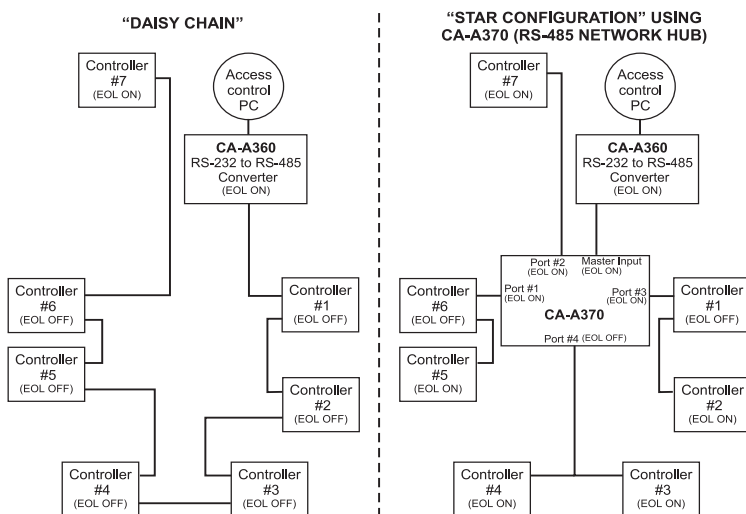 “DAISY CHAIN”
Controller
#7
(EOL ON)
Access
control
PC
CA-A360
RS-232 to RS-485
Converter
(EOL ON)
Controller
#6
(EOL OFF)
Controller
#1
(EOL OFF)
Controller
#5
(EOL OFF)
Controller
#2
(EOL OFF)
Controller
#4
(EOL OFF)
Controller
#3
(EOL OFF)
“STAR CONFIGURATION” USING
CA-A370 (RS-485 NETWORK HUB)
Controller
#7
(EOL ON)
Access
control
PC
CA-A360
RS-232 to RS-485
Converter
(EOL ON)
Port #2
(EOL ON)
Master Input
(EOL ON)
Port #1
(EOL ON)
Port #3
(EOL ON)
CA-A370
Port #4 (EOL OFF)
Controller
#6
(EOL OFF)
Controller
#1
(EOL OFF)
Controller
#5
(EOL ON)
Controller
#2
(EOL ON)
Controller
#4
(EOL ON)
Controller
#3
(EOL ON)